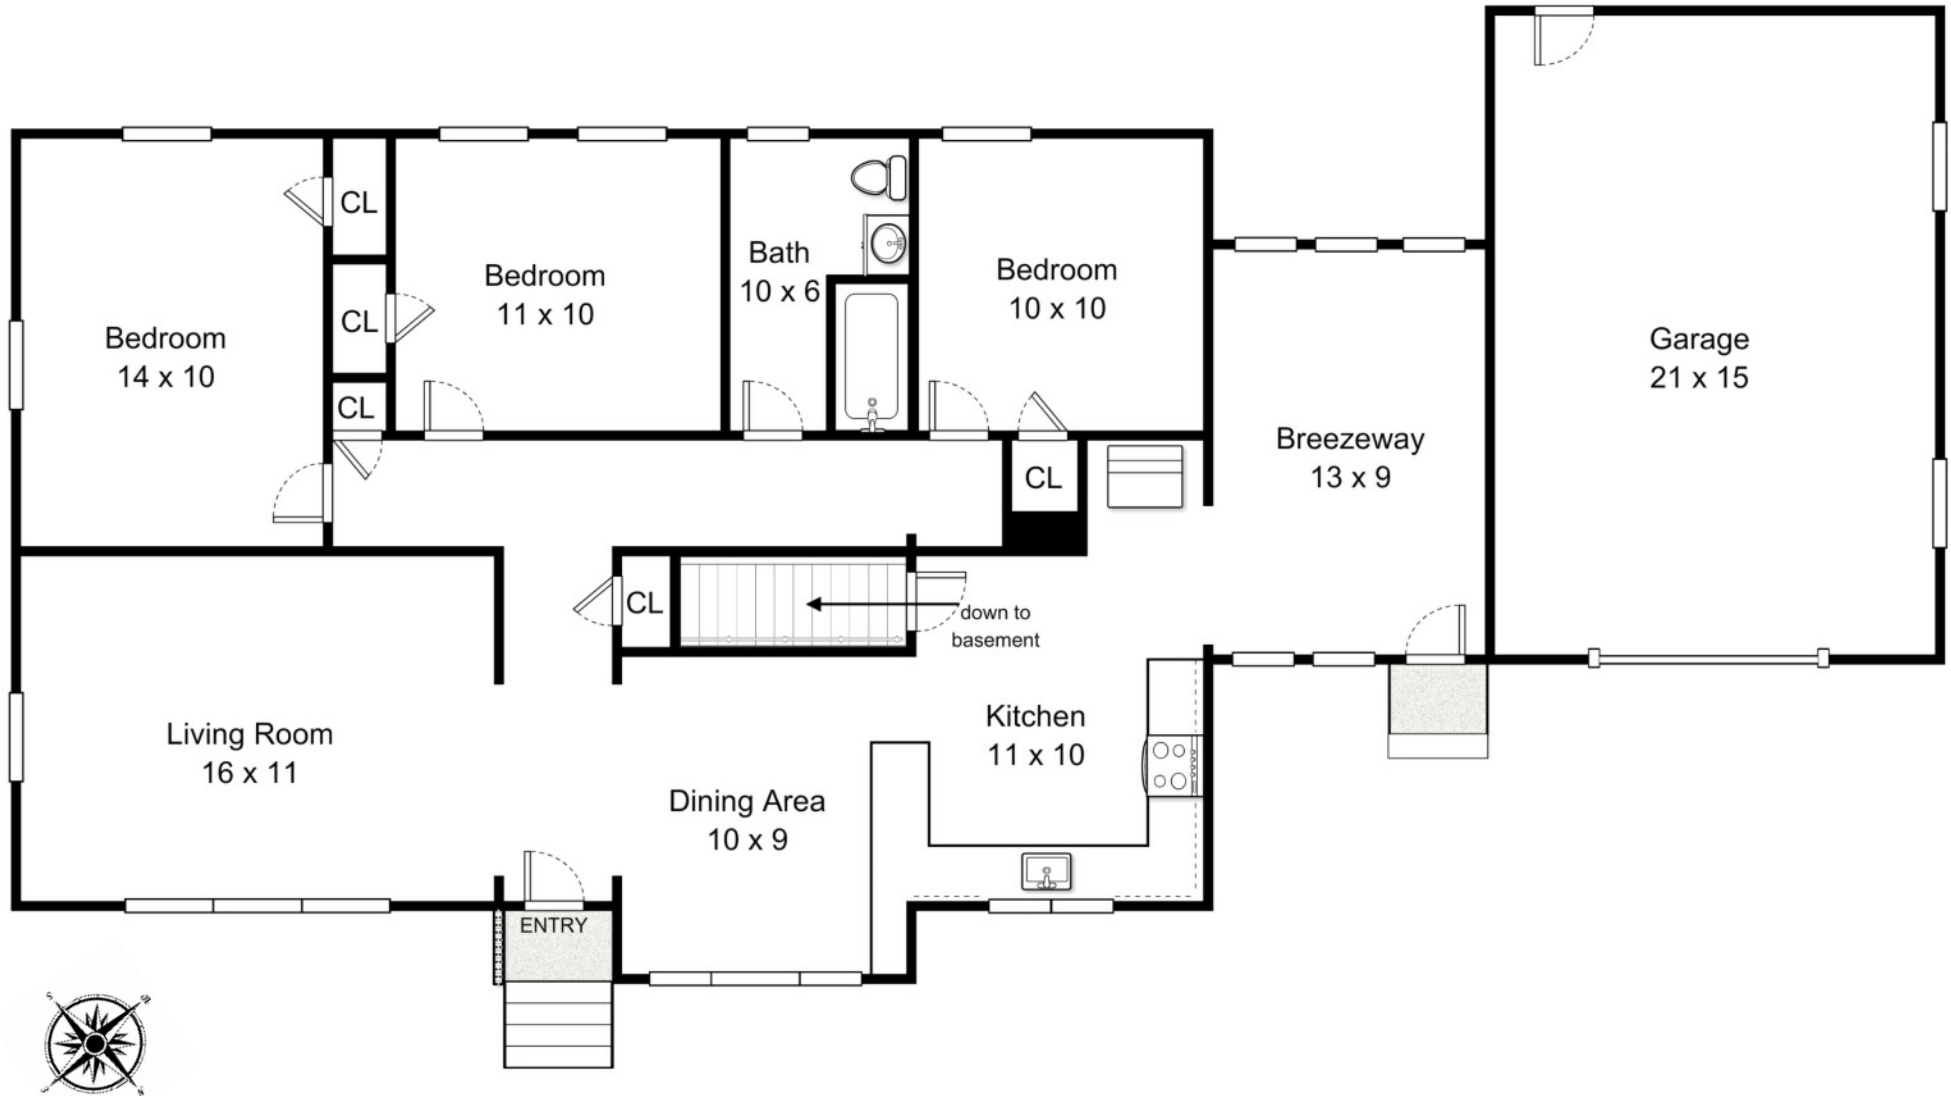 CL
CL
CL
Bedroom
14 x 10
Bedroom
11 x 10
Bath
10 x 6
Bedroom
10 x 10
CL
Breezeway
13 x 9
Garage
21 x 15
CL
down to
basement
Living Room
16 x 11
Dining Area
10 x 9
Kitchen
11 x 10
ENTRY